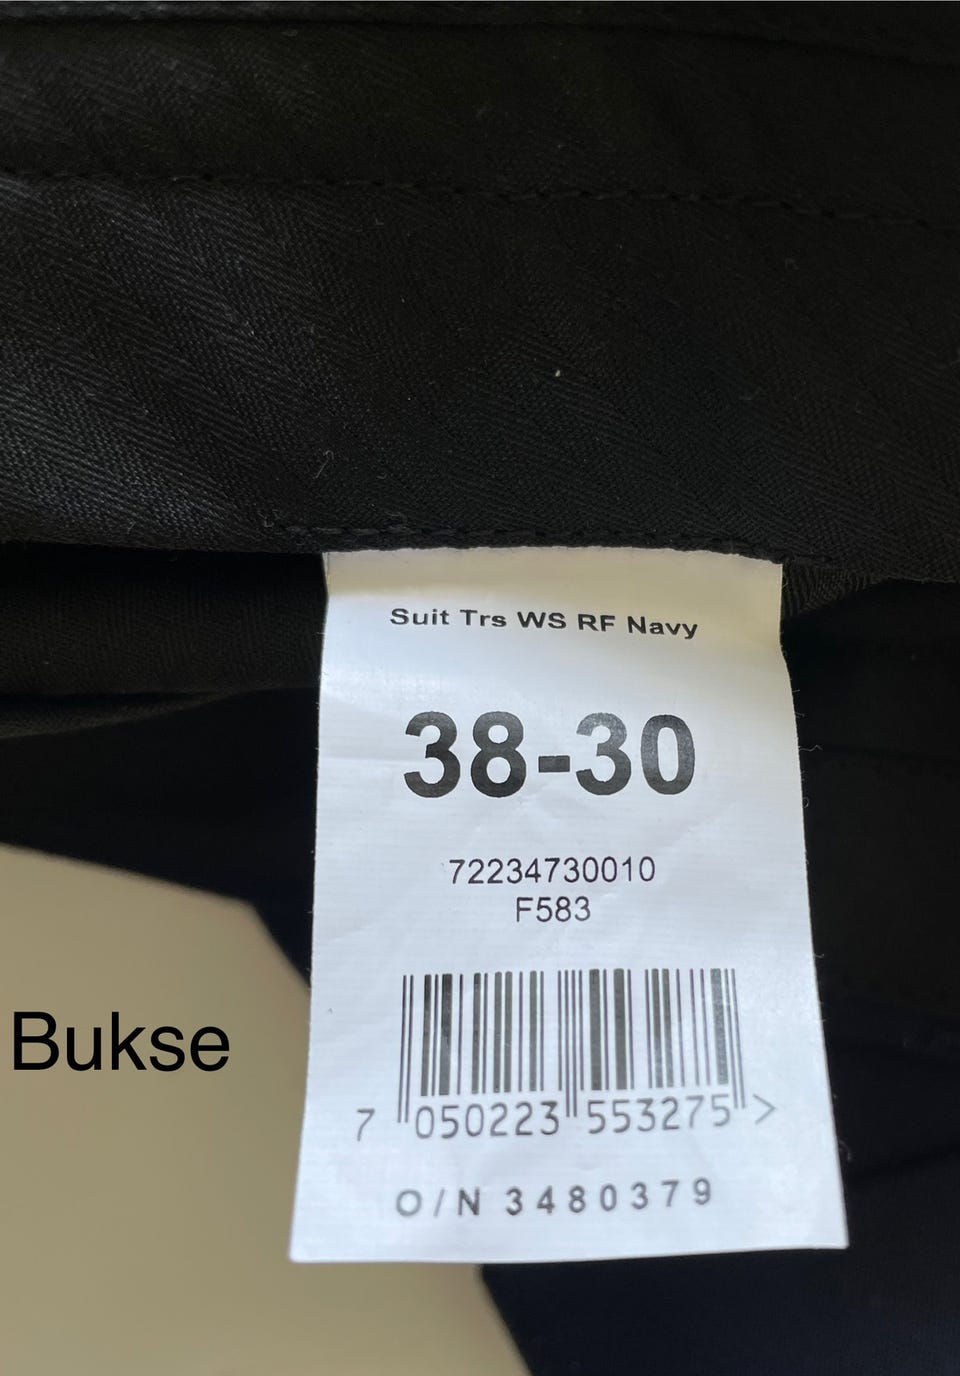 Suit Trs WS RF Navy
38-30
72234730010
F583
Bukse
7 050223 553275 >
O/N 3480379